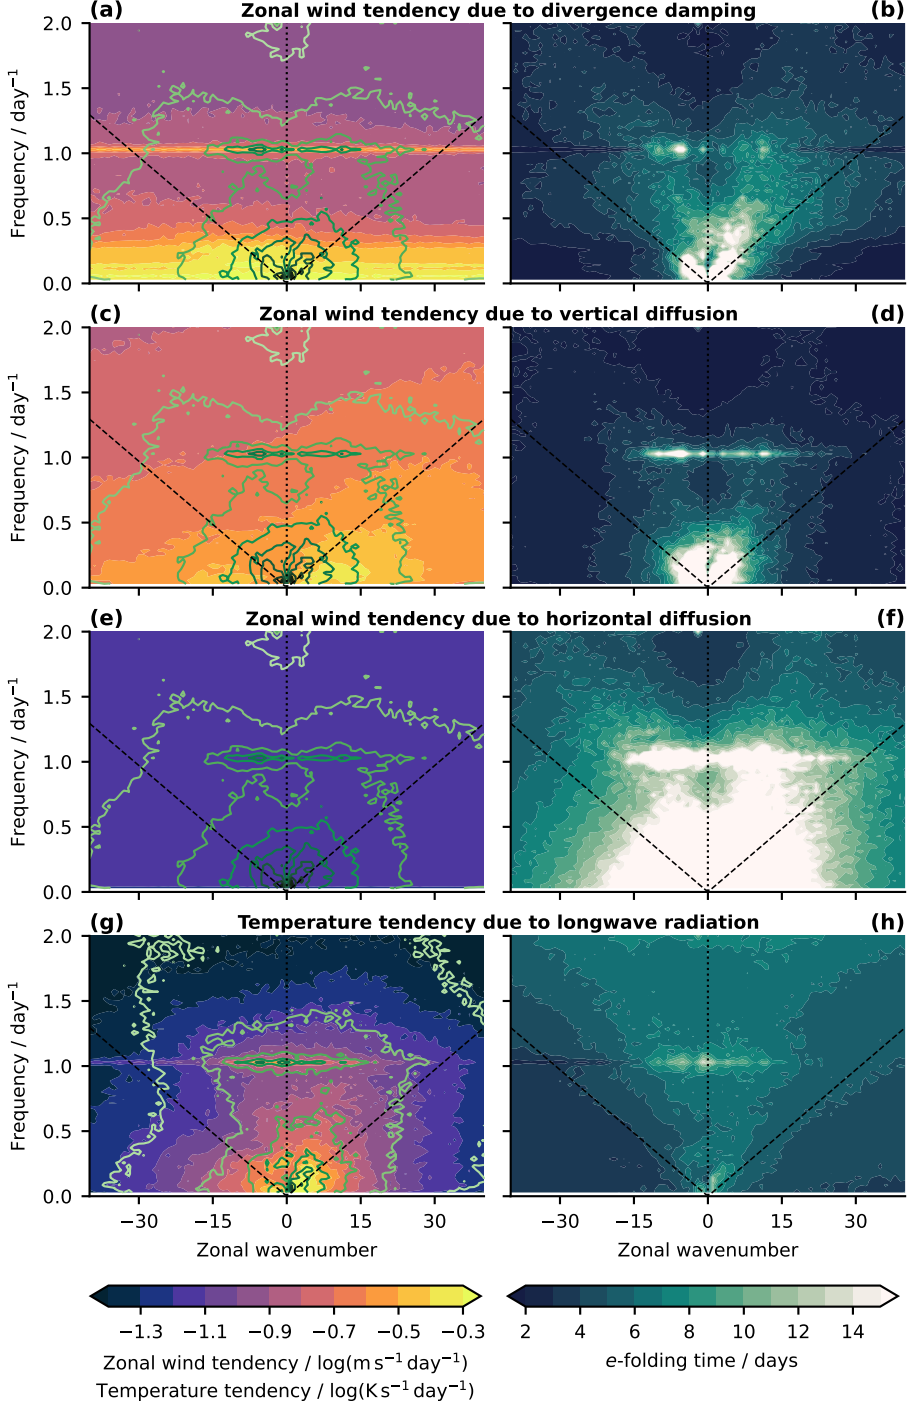 (a) Zonal wind tendency due to divergence damping (b)
2.0
1.5
1.0
0.5
0.0
Frequency / day⁻¹
(c) Zonal wind tendency due to vertical diffusion (d)
2.0
1.5
1.0
0.5
0.0
Frequency / day⁻¹
(e) Zonal wind tendency due to horizontal diffusion (f)
2.0
1.5
1.0
0.5
0.0
Frequency / day⁻¹
(g) Temperature tendency due to longwave radiation (h)
2.0
1.5
1.0
0.5
0.0
Frequency / day⁻¹
−30 −15 0 15 30 −30 −15 0 15 30
Zonal wavenumber Zonal wavenumber
−1.3 −1.1 −0.9 −0.7 −0.5 −0.3 2 4 6 8 10 12 14
Zonal wind tendency / log(m s⁻¹ day⁻¹) e-folding time / days
Temperature tendency / log(K s⁻¹ day⁻¹)